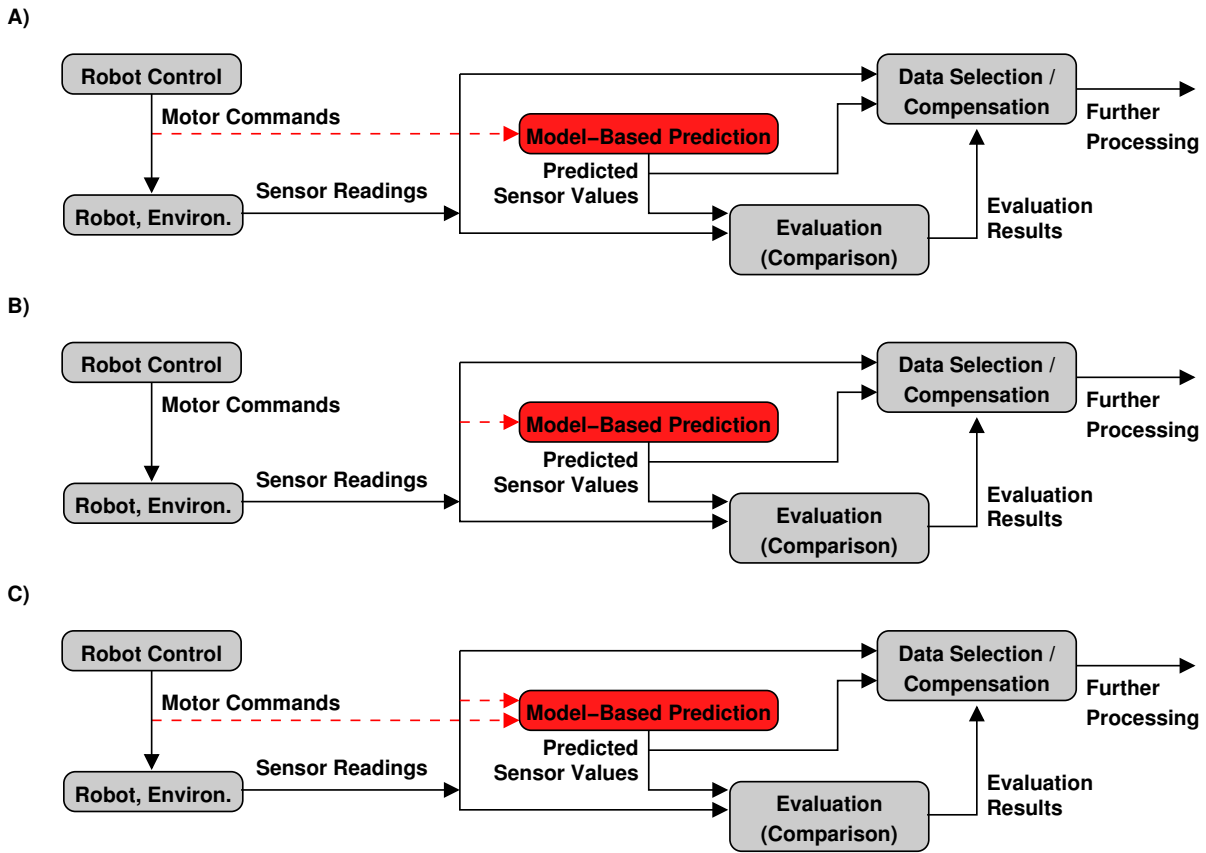 A)
Robot Control
Data Selection /
Compensation
Motor Commands
Further
Processing
Model–Based Prediction
Predicted
Sensor Values
Sensor Readings
Robot, Environ.
Evaluation
(Comparison)
Evaluation
Results
B)
Robot Control
Data Selection /
Compensation
Motor Commands
Further
Processing
Model–Based Prediction
Predicted
Sensor Values
Sensor Readings
Robot, Environ.
Evaluation
(Comparison)
Evaluation
Results
C)
Robot Control
Data Selection /
Compensation
Motor Commands
Further
Processing
Model–Based Prediction
Predicted
Sensor Values
Sensor Readings
Robot, Environ.
Evaluation
(Comparison)
Evaluation
Results